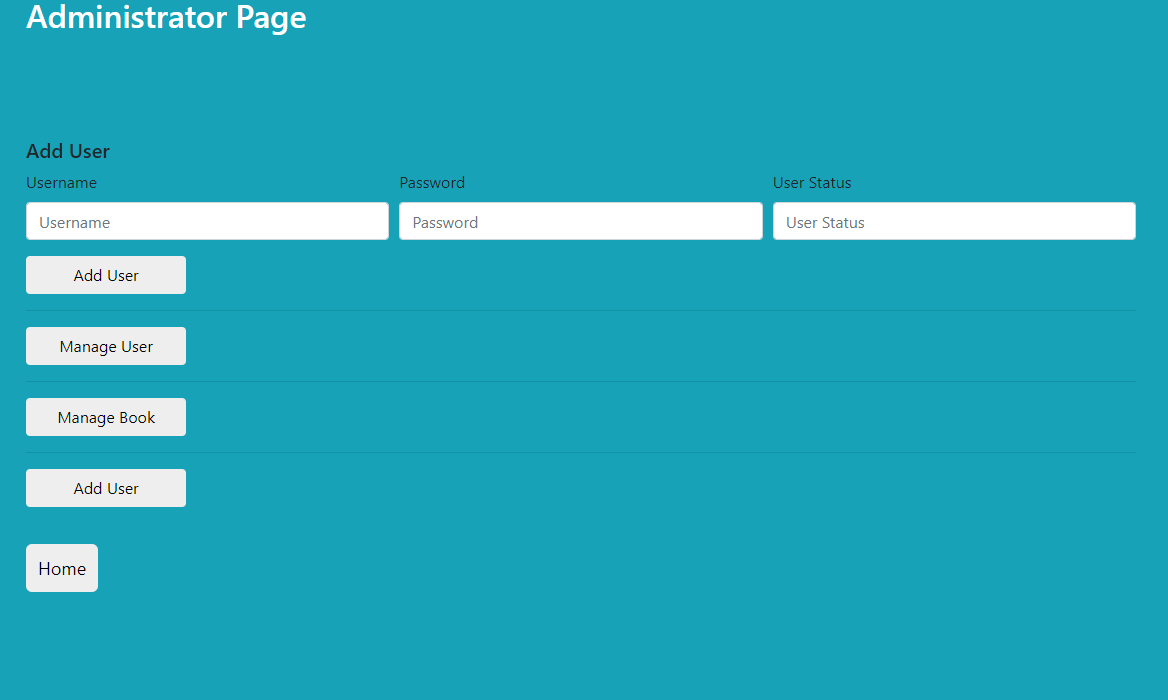 Administrator Page
Add User
Username Password User Status
Username Password User Status
Add User
Manage User
Manage Book
Add User
Home